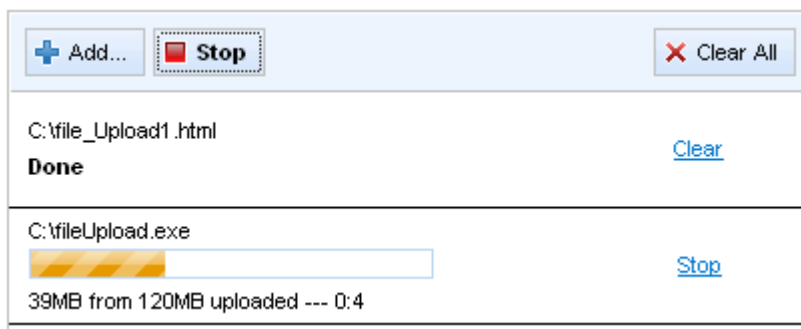 Add... Stop Clear All
C:\file_Upload1.html
Clear
Done
C:\fileUpload.exe
Stop
39MB from 120MB uploaded --- 0:4